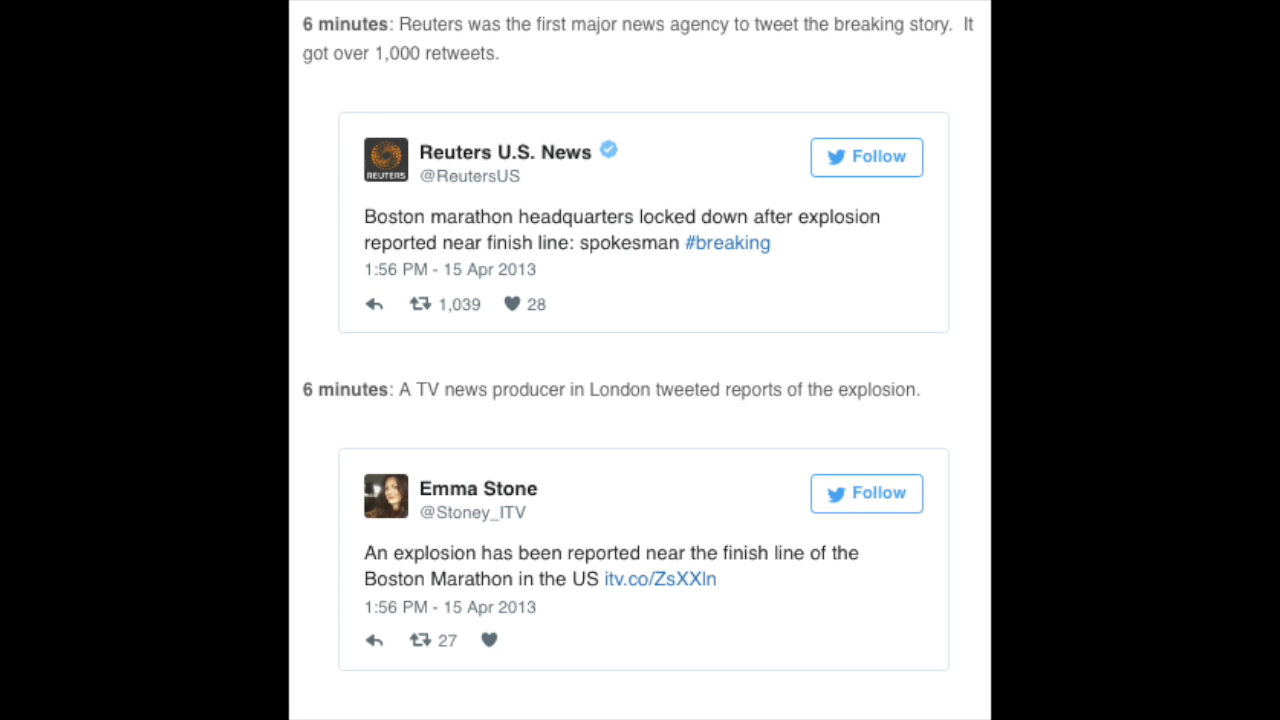 6 minutes: Reuters was the first major news agency to tweet the breaking story. It
got over 1,000 retweets.
Reuters U.S. News
@ReutersUS
REUTERS
Follow
Boston marathon headquarters locked down after explosion
reported near finish line: spokesman #breaking
1:56 PM - 15 Apr 2013
1,039 28
6 minutes: A TV news producer in London tweeted reports of the explosion.
Emma Stone
@Stoney_ITV
Follow
An explosion has been reported near the finish line of the
Boston Marathon in the US itv.co/ZsXXln
1:56 PM - 15 Apr 2013
27